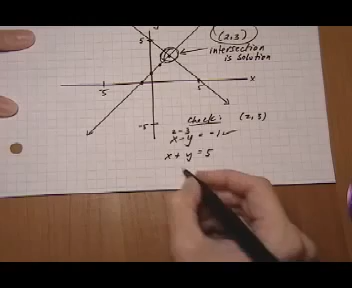 (2,3)
5
intersection
is solution
x
-5
5
-5
check: (2,3)
2-3
x-y = -1 ✓
x+y = 5